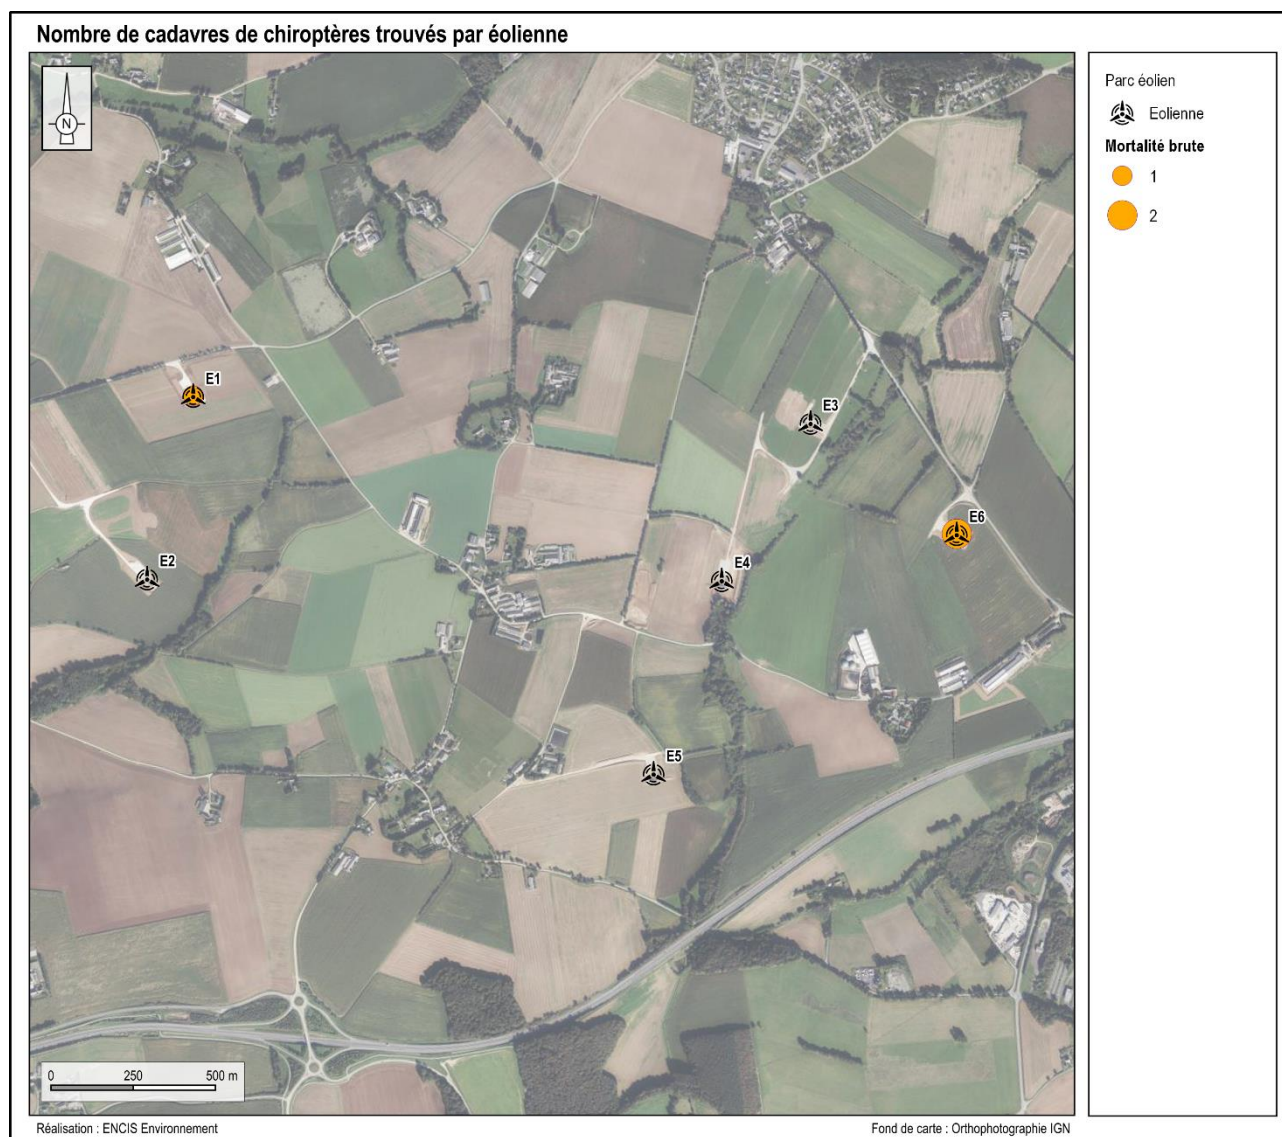 Nombre de cadavres de chiroptères trouvés par éolienne
N
Parc éolien
Eolienne
Mortalité brute
1
2
E1
E3
E6
E2
E4
E5
0 250 500 m
Réalisation : ENCIS Environnement
Fond de carte : Orthophotographie IGN